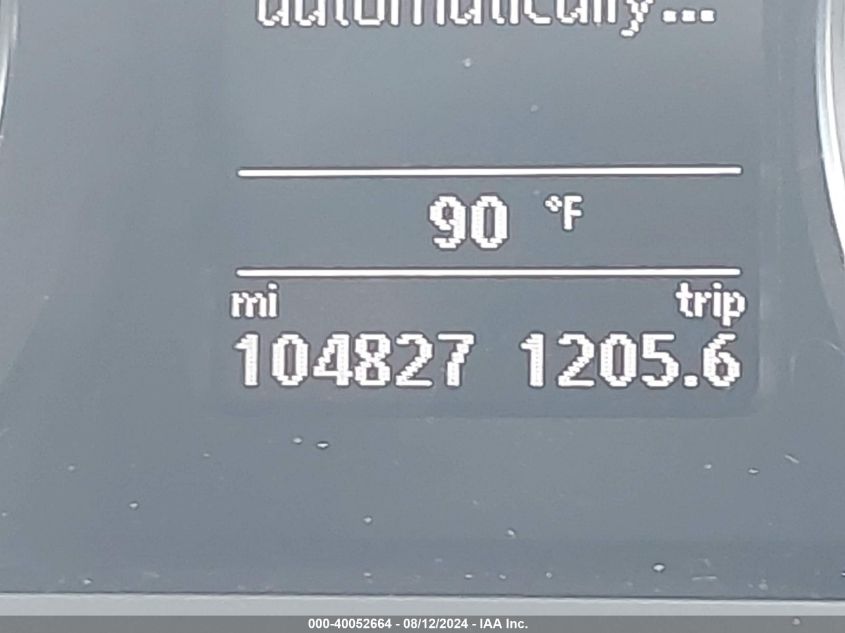 automatically...
90 °F
mi trip
104827 1205.6
000-40052664 - 08/12/2024 - IAA Inc.